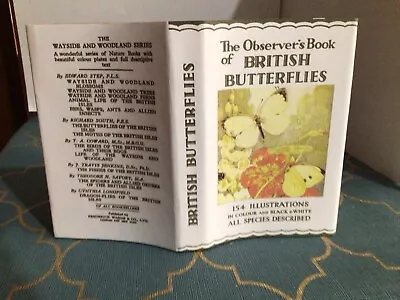 THE
WAYSIDE AND WOODLAND SERIES
A wonderful series of Nature Books with
beautiful colour plates and full descriptive
text
By EDWARD STEP, F.L.S.
WAYSIDE AND WOODLAND
BLOSSOMS
WAYSIDE AND WOODLAND TREES
WAYSIDE AND WOODLAND FERNS
ANIMAL LIFE OF THE BRITISH
ISLES
BEES, WASPS, ANTS AND ALLIED
INSECTS
By RICHARD SOUTH, F.E.S.
THE BUTTERFLIES OF THE BRITISH
ISLES
THE MOTHS OF THE BRITISH ISLES
By T. A. COWARD,
THE BIRDS OF THE BRITISH ISLES
AND THEIR EGGS
LIFE OF THE WAYSIDE AND
WOODLAND
By J. TRAVIS JENKINS,
THE FISHES OF THE BRITISH ISLES
By THEODORE H. SAVORY, M.A.
THE SPIDERS AND ALLIED ORDERS
OF THE BRITISH ISLES
By CYNTHIA LONGFIELD
DRAGONFLIES OF THE BRITISH
ISLES
OF ALL BOOKSELLERS
Published by
FREDERICK WARNE & CO., LTD.
BRITISH BUTTERFLIES
The Observer's Book
of BRITISH
BUTTERFLIES
154 ILLUSTRATIONS
IN COLOUR AND BLACK & WHITE
ALL SPECIES DESCRIBED